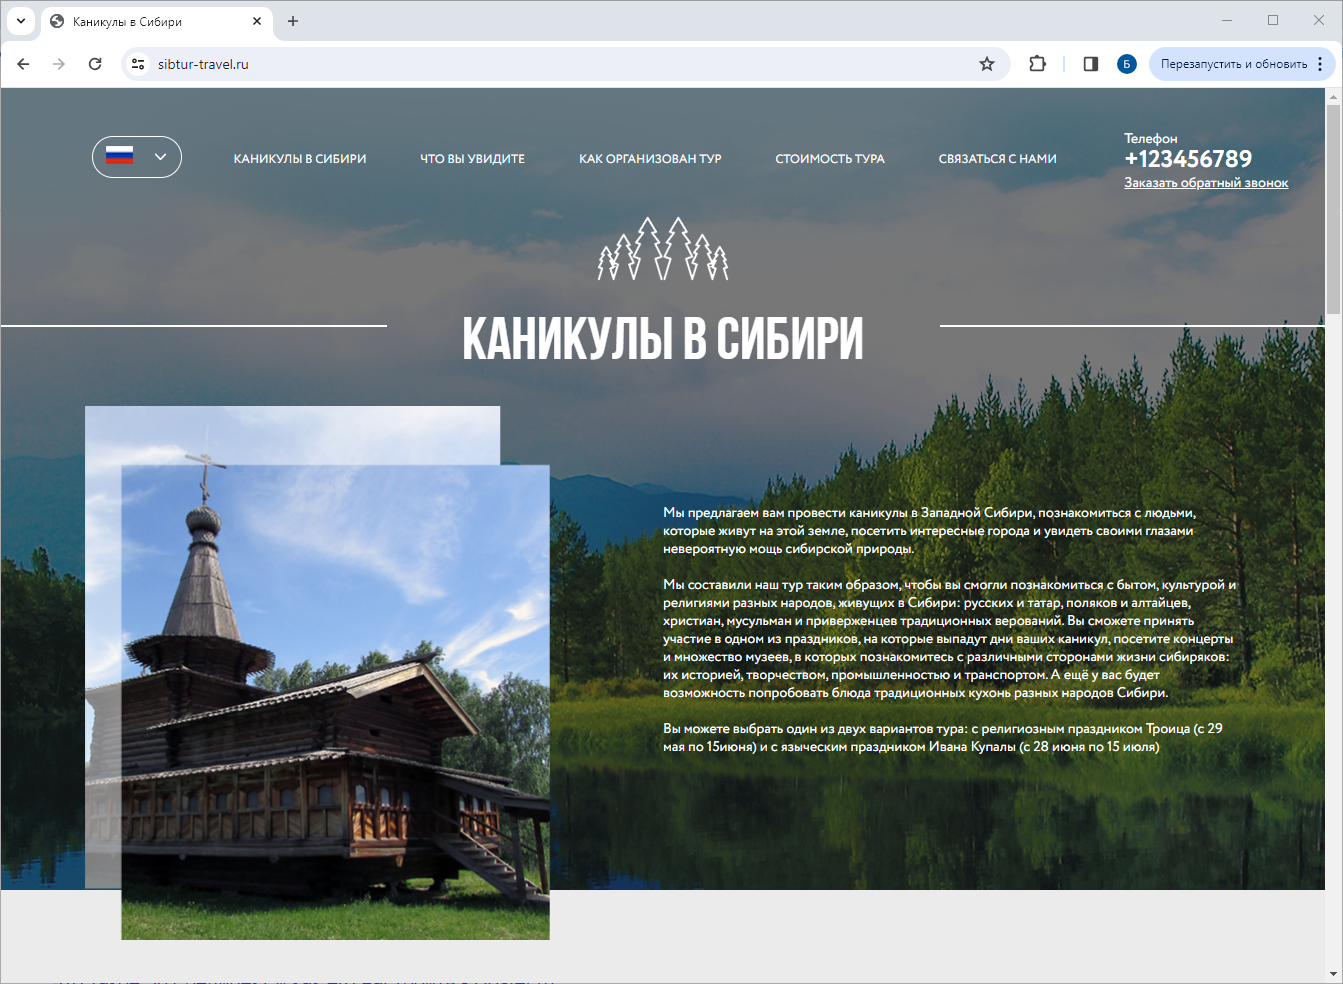 Каникулы в Сибири
sibtur-travel.ru
Б
Перезапустить и обновить
КАНИКУЛЫ В СИБИРИ
ЧТО ВЫ УВИДИТЕ
КАК ОРГАНИЗОВАН ТУР
СТОИМОСТЬ ТУРА
СВЯЗАТЬСЯ С НАМИ
Телефон
+123456789
Заказать обратный звонок
КАНИКУЛЫ В СИБИРИ
Мы предлагаем вам провести каникулы в Западной Сибири, познакомиться с людьми,
которые живут на этой земле, посетить интересные города и увидеть своими глазами
невероятную мощь сибирской природы.
Мы составили наш тур таким образом, чтобы вы смогли познакомиться с бытом, культурой и
религиями разных народов, живущих в Сибири: русских и татар, поляков и алтайцев,
христиан, мусульман и приверженцев традиционных верований. Вы сможете принять
участие в одном из праздников, на которые выпадут дни ваших каникул, посетите концерты
и множество музеев, в которых познакомитесь с различными сторонами жизни сибиряков:
их историей, творчеством, промышленностью и транспортом. А ещё у вас будет
возможность попробовать блюда традиционных кухонь разных народов Сибири.
Вы можете выбрать один из двух вариантов тура: с религиозным праздником Троица (с 29
мая по 15июня) и с языческим праздником Ивана Купалы (с 28 июня по 15 июля)